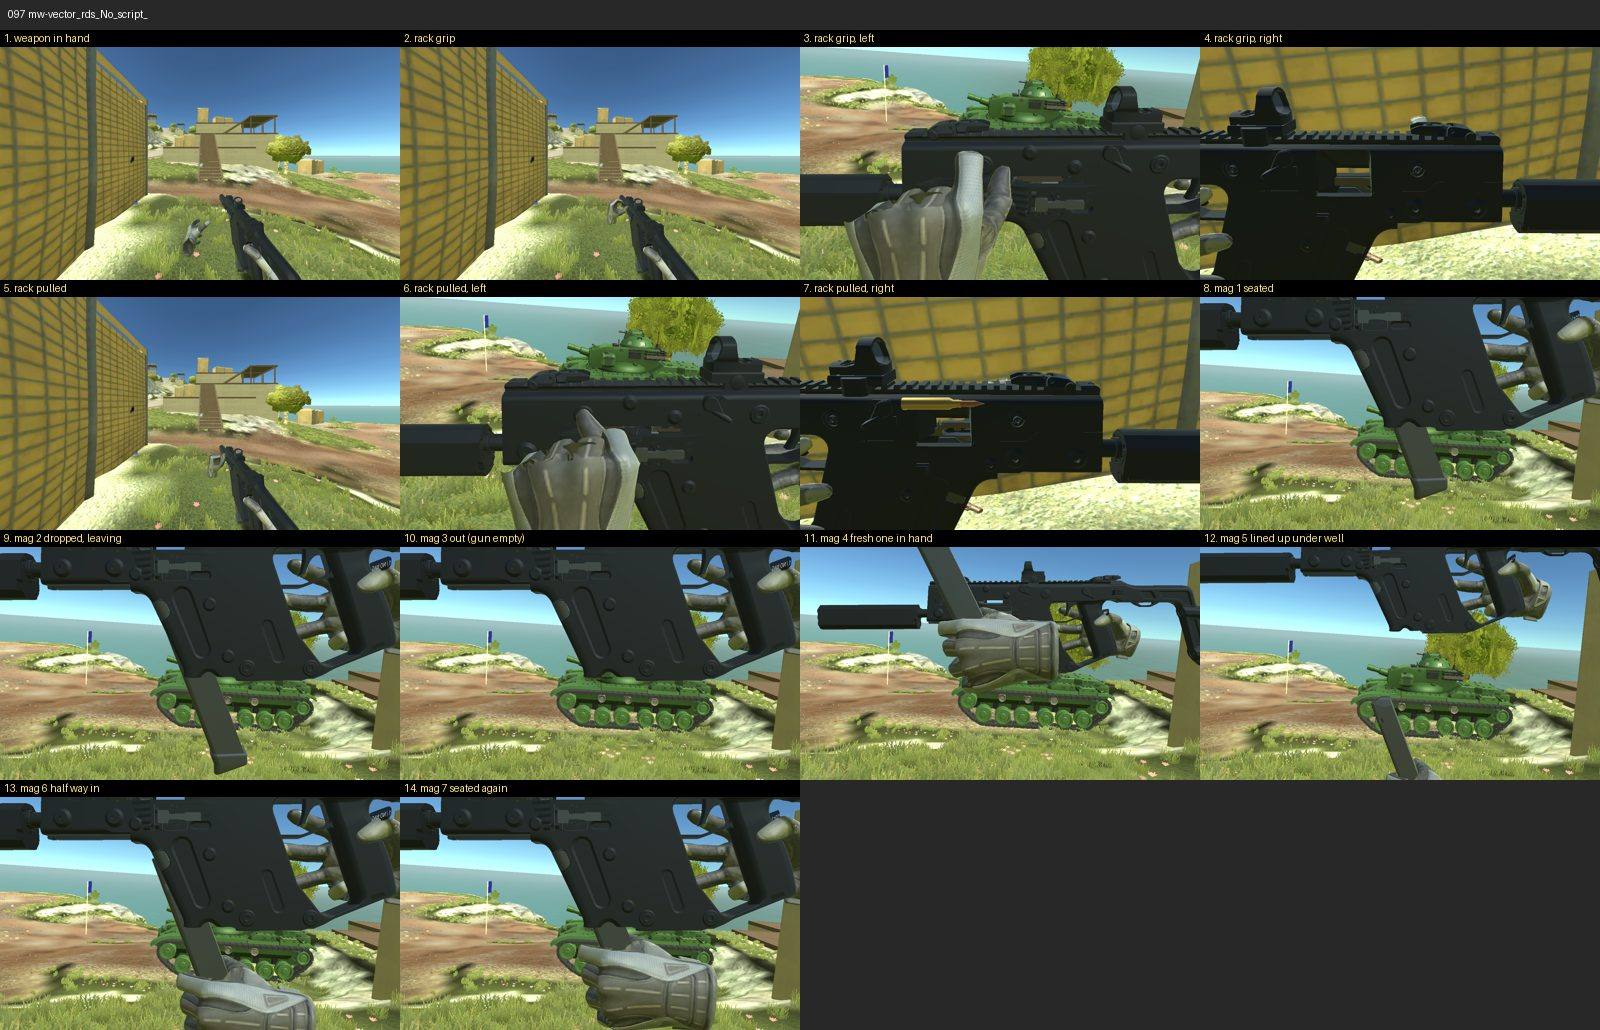 097 mw-vector_rds_No_script_
1. weapon in hand
2. rack grip
3. rack grip, left
4. rack grip, right
5. rack pulled
6. rack pulled, left
7. rack pulled, right
8. mag 1 seated
9. mag 2 dropped, leaving
10. mag 3 out (gun empty)
11. mag 4 fresh one in hand
12. mag 5 lined up under well
13. mag 6 half way in
14. mag 7 seated again